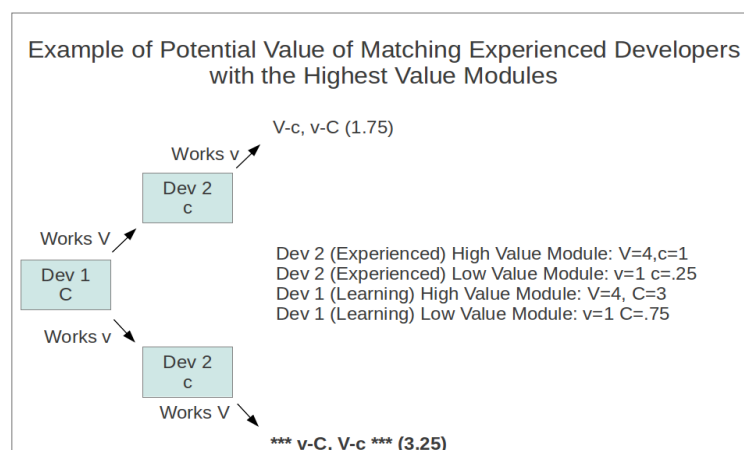 Example of Potential Value of Matching Experienced Developers
with the Highest Value Modules
V-c, v-C (1.75)
Works v
Dev 2
c
Works V
Dev 1
C
Dev 2 (Experienced) High Value Module: V=4,c=1
Dev 2 (Experienced) Low Value Module: v=1 c=.25
Dev 1 (Learning) High Value Module: V=4, C=3
Dev 1 (Learning) Low Value Module: v=1 C=.75
Works v
Dev 2
c
Works V
*** v-C, V-c *** (3.25)